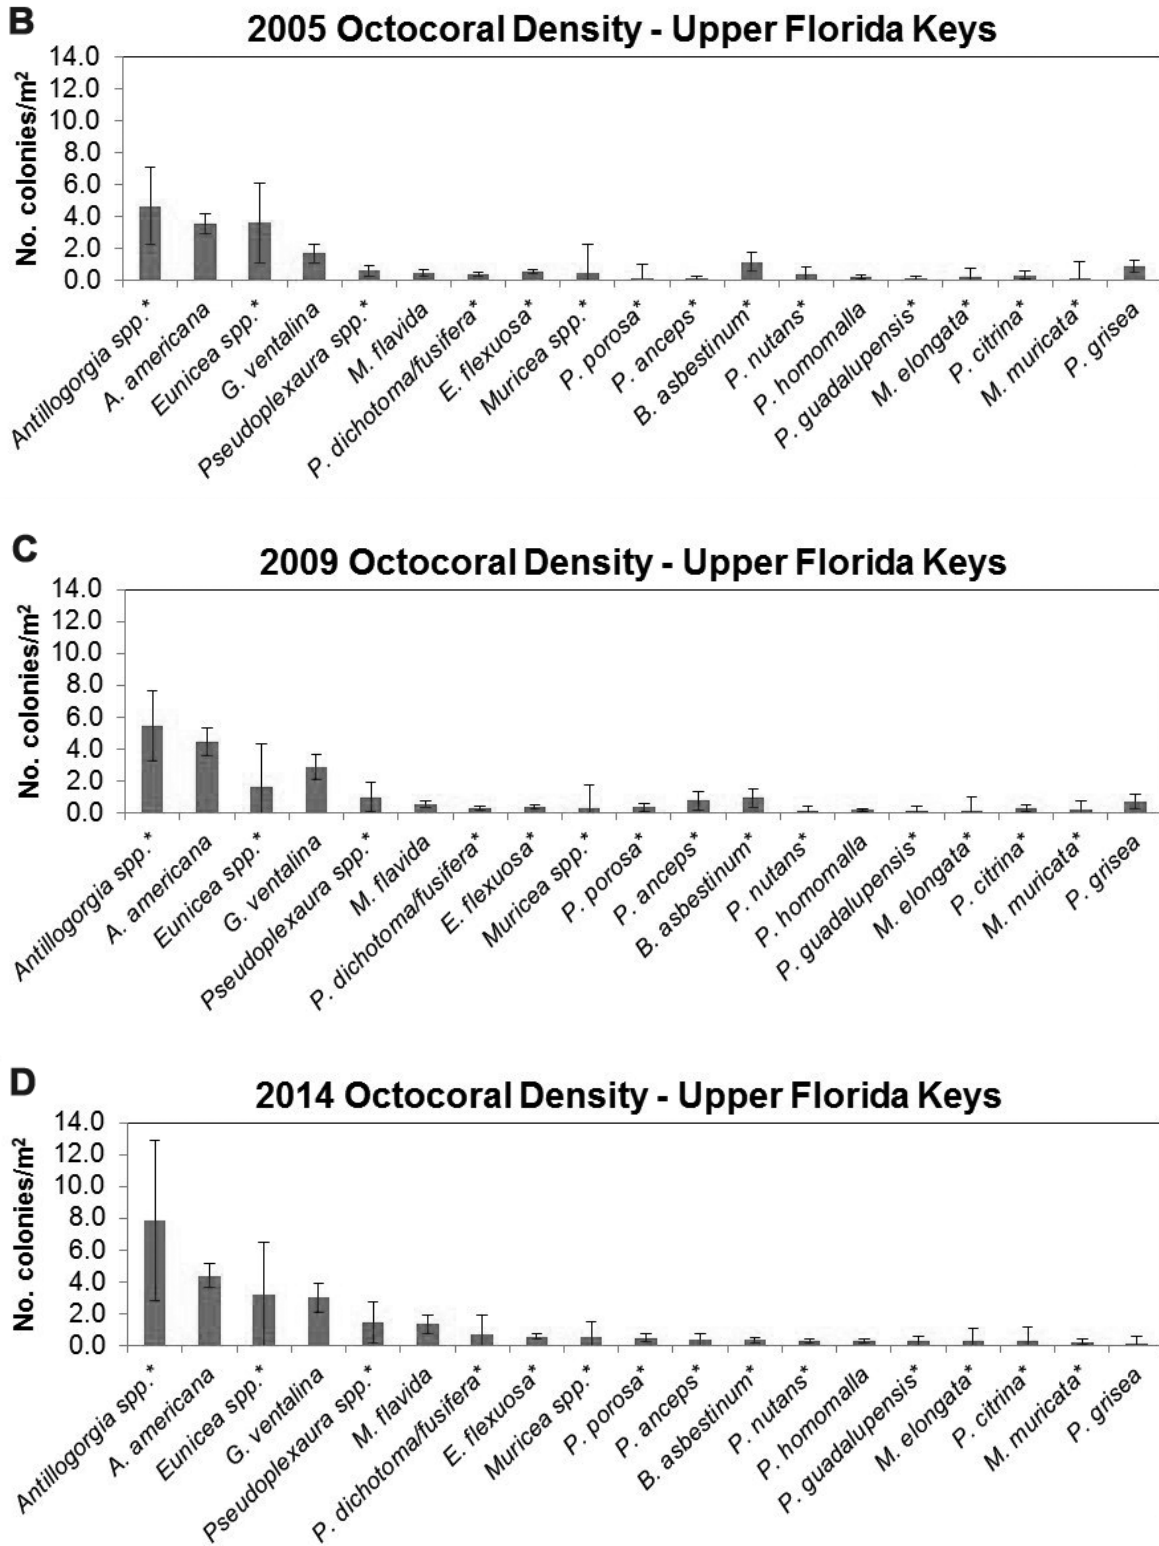 B
2005 Octocoral Density - Upper Florida Keys
No. colonies/m²
14.0
12.0
10.0
8.0
6.0
4.0
2.0
0.0
Antillogorgia spp.*
A. americana
Eunicea spp.*
G. ventalina
Pseudoplexaura spp.*
M. flavida
P. dichotoma/fusifera*
E. flexuosa*
Muricea spp.*
P. porosa*
P. anceps*
B. asbestinum*
P. nutans*
P. homomalla
P. guadalupensis*
M. elongata*
P. citrina*
M. muricata*
P. grisea
C
2009 Octocoral Density - Upper Florida Keys
No. colonies/m²
14.0
12.0
10.0
8.0
6.0
4.0
2.0
0.0
Antillogorgia spp.*
A. americana
Eunicea spp.*
G. ventalina
Pseudoplexaura spp.*
M. flavida
P. dichotoma/fusifera*
E. flexuosa*
Muricea spp.*
P. porosa*
P. anceps*
B. asbestinum*
P. nutans*
P. homomalla
P. guadalupensis*
M. elongata*
P. citrina*
M. muricata*
P. grisea
D
2014 Octocoral Density - Upper Florida Keys
No. colonies/m²
14.0
12.0
10.0
8.0
6.0
4.0
2.0
0.0
Antillogorgia spp.*
A. americana
Eunicea spp.*
G. ventalina
Pseudoplexaura spp.*
M. flavida
P. dichotoma/fusifera*
E. flexuosa*
Muricea spp.*
P. porosa*
P. anceps*
B. asbestinum*
P. nutans*
P. homomalla
P. guadalupensis*
M. elongata*
P. citrina*
M. muricata*
P. grisea